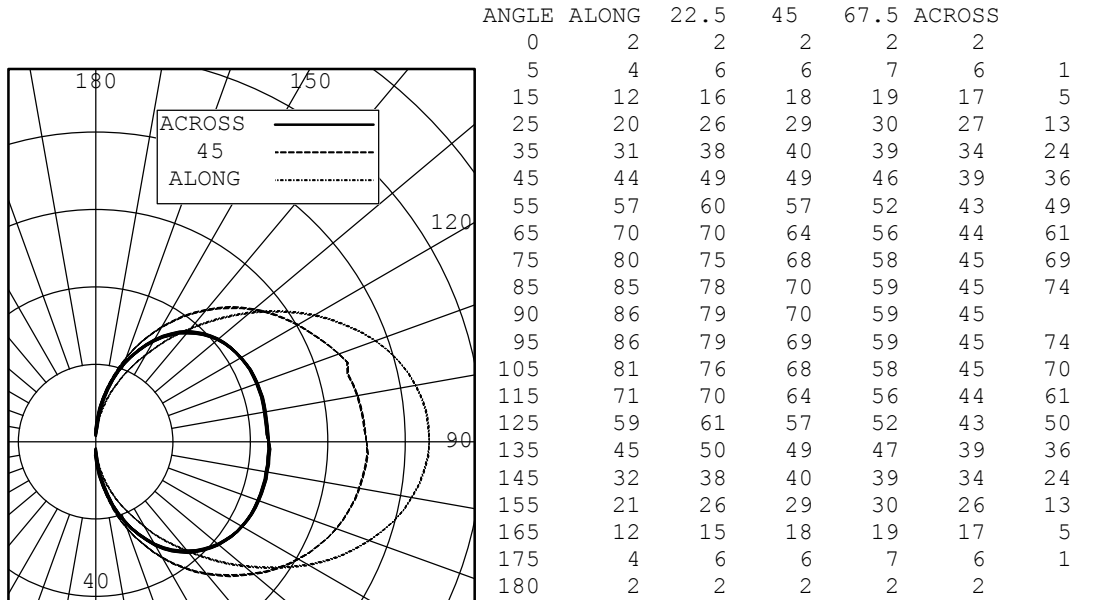 ANGLE ALONG 22.5 45 67.5 ACROSS
0 2 2 2 2 2
5 4 6 6 7 6 1
15 12 16 18 19 17 5
25 20 26 29 30 27 13
35 31 38 40 39 34 24
45 44 49 49 46 39 36
55 57 60 57 52 43 49
65 70 70 64 56 44 61
75 80 75 68 58 45 69
85 85 78 70 59 45 74
90 86 79 70 59 45
95 86 79 69 59 45 74
105 81 76 68 58 45 70
115 71 70 64 56 44 61
125 59 61 57 52 43 50
135 45 50 49 47 39 36
145 32 38 40 39 34 24
155 21 26 29 30 26 13
165 12 15 18 19 17 5
175 4 6 6 7 6 1
180 2 2 2 2 2
180 150
ACROSS
45
ALONG
120
90
40